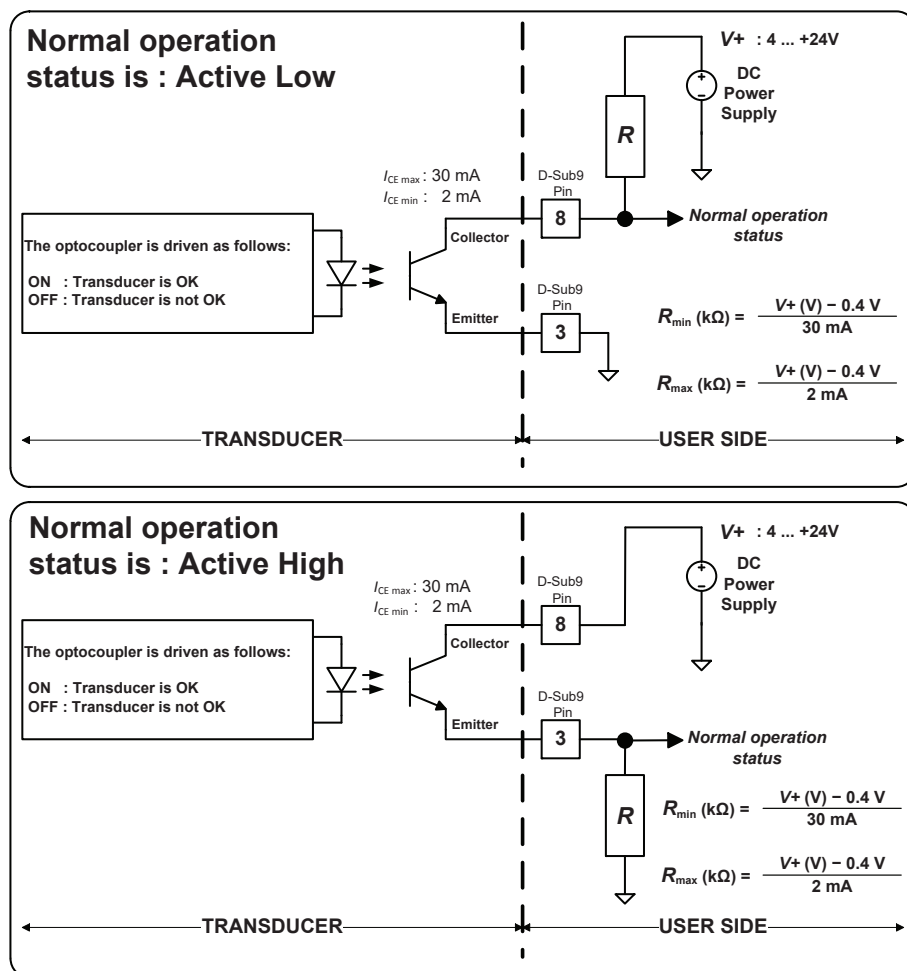 Normal operation
status is : Active Low
V+ : 4 ... +24V
DC
Power
Supply
+
−
R
I CE max : 30 mA
I CE min : 2 mA
D-Sub9
Pin
8
Collector
Normal operation
status
The optocoupler is driven as follows:
ON : Transducer is OK
OFF : Transducer is not OK
D-Sub9
Pin
3
Emitter
Rmin (kΩ) = V+ (V) − 0.4 V
30 mA
Rmax (kΩ) = V+ (V) − 0.4 V
2 mA
TRANSDUCER
USER SIDE
Normal operation
status is : Active High
V+ : 4 ... +24V
DC
Power
Supply
+
−
I CE max : 30 mA
I CE min : 2 mA
D-Sub9
Pin
8
Collector
The optocoupler is driven as follows:
ON : Transducer is OK
OFF : Transducer is not OK
D-Sub9
Pin
3
Emitter
Normal operation
status
R
Rmin (kΩ) = V+ (V) − 0.4 V
30 mA
Rmax (kΩ) = V+ (V) − 0.4 V
2 mA
TRANSDUCER
USER SIDE